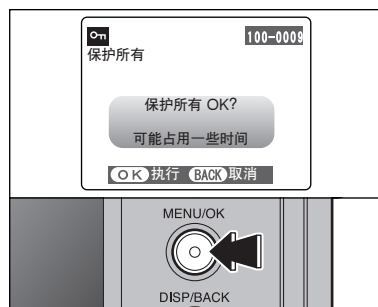 100-0009
保护所有
保护所有 OK?
可能占用一些时间
OK 执行 BACK 取消
MENU/OK
DISP/BACK